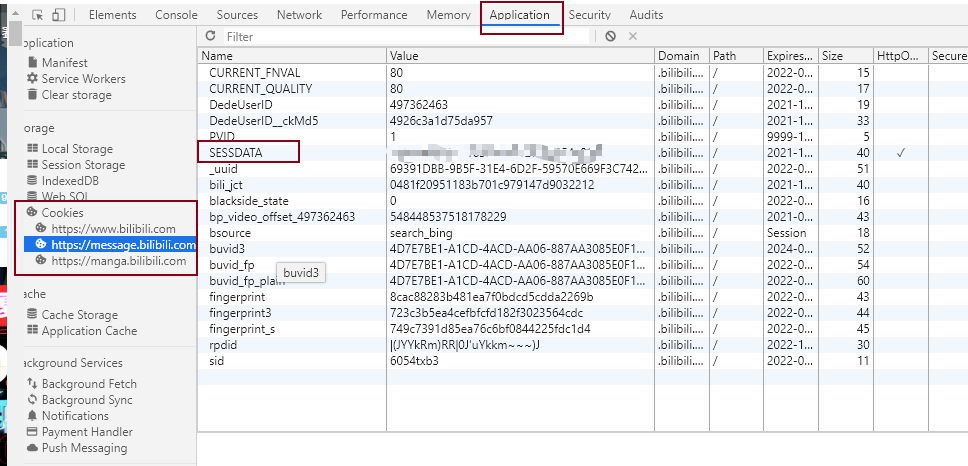 Elements Console Sources Network Performance Memory Application Security Audits
Filter
pplication
Manifest
Service Workers
Clear storage
torage
Local Storage
Session Storage
IndexedDB
Web SQL
Cookies
https://www.bilibili.com
https://message.bilibili.com
https://manga.bilibili.com
ache
Cache Storage
Application Cache
ackground Services
Background Fetch
Background Sync
Notifications
Payment Handler
Push Messaging
Name Value Domain Path Expires... Size HttpO... Secure
CURRENT_FNVAL 80 .bilibili.... / 2022-0... 15
CURRENT_QUALITY 80 .bilibili.... / 2022-0... 17
DedeUserID 497362463 .bilibili.... / 2021-1... 19
DedeUserID__ckMd5 4926c3a1d75da957 .bilibili.... / 2021-1... 33
PVID 1 .bilibili.... / 9999-1... 5
SESSDATA .bilibili.... / 2021-1... 40 ✓
_uuid 69391DBB-9B5F-31E4-6D2F-59570E669F3C742... .bilibili.... / 2022-0... 51
bili_jct 0481f20951183b701c979147d9032212 .bilibili.... / 2021-1... 40
blackside_state 0 .bilibili.... / 2022-0... 16
bp_video_offset_497362463 548448537518178229 .bilibili.... / 2022-0... 43
bsource search_bing .bilibili.... / Session 18
buvid3 4D7E7BE1-A1CD-4ACD-AA06-887AA3085E0F1... .bilibili.... / 2024-0... 52
buvid_fp 4D7E7BE1-A1CD-4ACD-AA06-887AA3085E0F1... .bilibili.... / 2022-0... 54
buvid_fp_plain 4D7E7BE1-A1CD-4ACD-AA06-887AA3085E0F1... .bilibili.... / 2022-0... 60
buvid3
fingerprint 8cac88283b481ea7f0bdcd5cdda2269b .bilibili.... / 2022-0... 43
fingerprint3 723c3b5ea4cefbfcfd182f3023564cdc .bilibili.... / 2022-0... 44
fingerprint_s 749c7391d85ea76c6bf0844225fdc1d4 .bilibili.... / 2022-0... 45
rpdid |(JYYkRm)RR|0J'uYkkm~~~)J .bilibili.... / 2022-1... 30
sid 6054txb3 .bilibili.... / 2022-0... 11